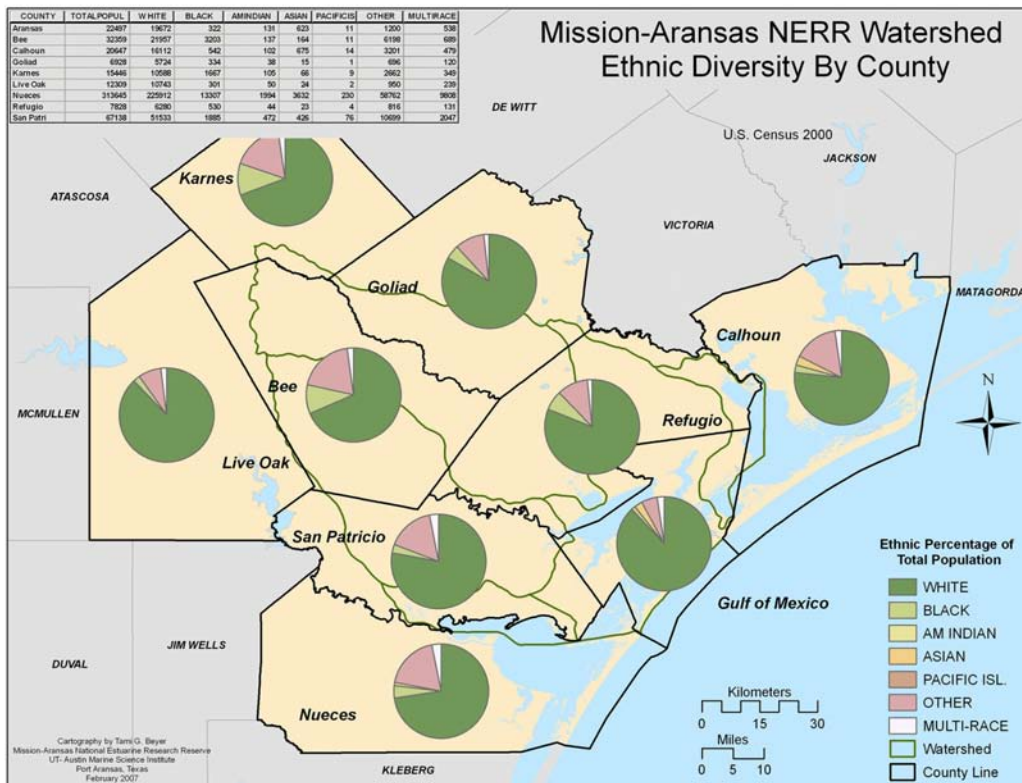 COUNTY TOTALPOPUL WHITE BLACK AMINDIAN ASIAN PACIFICIS OTHER MULTIRACE
Aransas 22497 19672 322 131 623 11 1200 538
Bee 32359 21957 3203 137 164 11 6198 689
Calhoun 20647 16112 542 102 675 14 3201 479
Goliad 6928 5724 334 38 15 1 696 120
Karnes 15446 10588 1667 105 66 9 2662 349
Live Oak 12309 10743 301 50 24 2 950 239
Nueces 313645 225912 13307 1994 3632 230 58762 9808
Refugio 7828 6280 530 44 23 4 816 131
San Patri 67138 51533 1885 472 426 76 10699 2047
Mission-Aransas NERR Watershed
Ethnic Diversity By County
U.S. Census 2000
DE WITT
JACKSON
ATASCOSA
Karnes
VICTORIA
Goliad
MATAGORDA
Calhoun
Bee
MCMULLEN
Refugio
Live Oak
San Patricio
Gulf of Mexico
JIM WELLS
DUVAL
Nueces
KLEBERG
N
Ethnic Percentage of
Total Population
WHITE
BLACK
AM INDIAN
ASIAN
PACIFIC ISL.
OTHER
MULTI-RACE
Watershed
County Line
Kilometers
0 15 30
Miles
0 5 10
Cartography by Tami G. Beyer
Mission-Aransas National Estuarine Research Reserve
UT- Austin Marine Science Institute
Port Aransas, Texas
February 2007